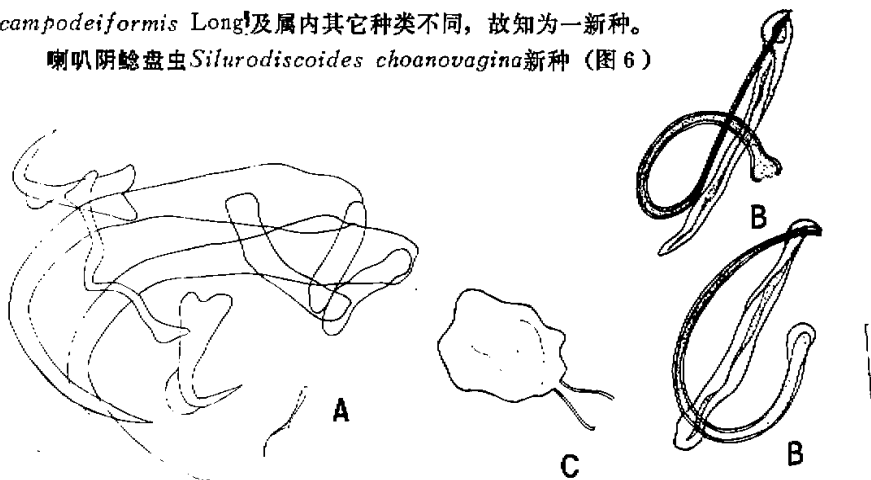 campodeiformis Long及属内其它种类不同，故知为一新种。
喇叭阴鲶盘虫Silurodiscoides choanovagina新种（图6）
B
A
C
B